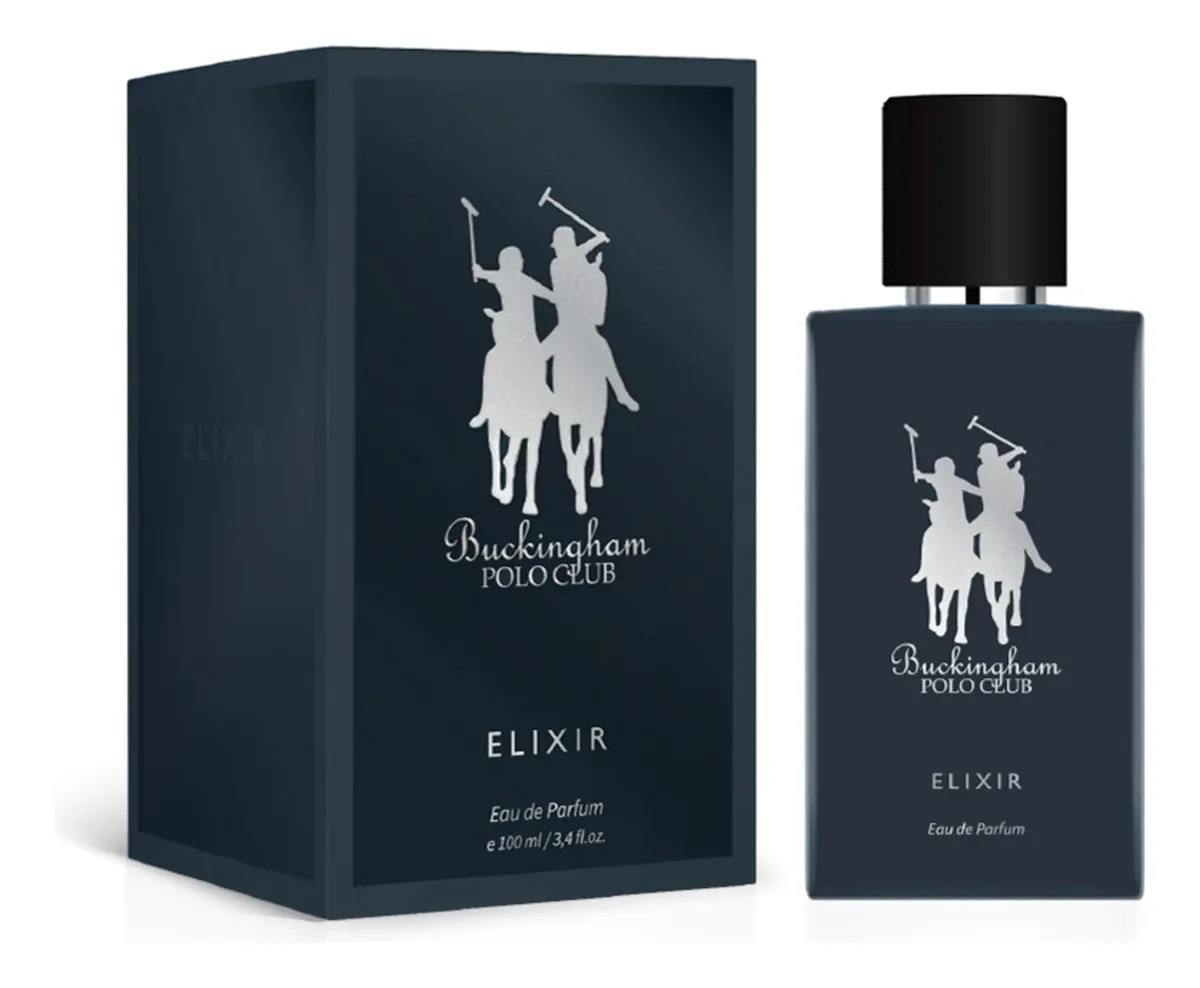 ELIXIR
Buckingham
POLO CLUB
ELIXIR
Eau de Parfum
e 100 ml / 3,4 fl.oz.
Buckingham
POLO CLUB
ELIXIR
Eau de Parfum